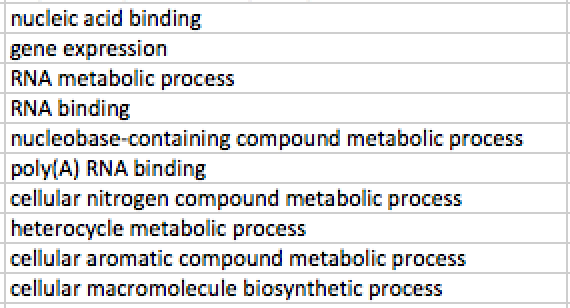 nucleic acid binding
gene expression
RNA metabolic process
RNA binding
nucleobase-containing compound metabolic process
poly(A) RNA binding
cellular nitrogen compound metabolic process
heterocycle metabolic process
cellular aromatic compound metabolic process
cellular macromolecule biosynthetic process